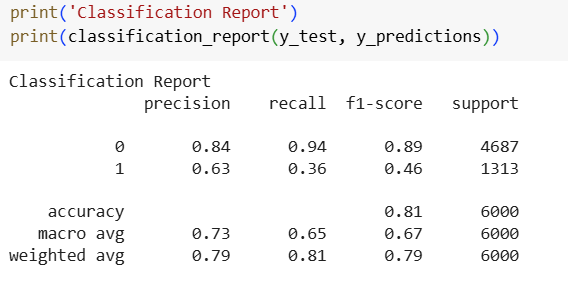 print('Classification Report')
print(classification_report(y_test, y_predictions))
Classification Report
precision recall f1-score support
0 0.84 0.94 0.89 4687
1 0.63 0.36 0.46 1313
accuracy 0.81 6000
macro avg 0.73 0.65 0.67 6000
weighted avg 0.79 0.81 0.79 6000